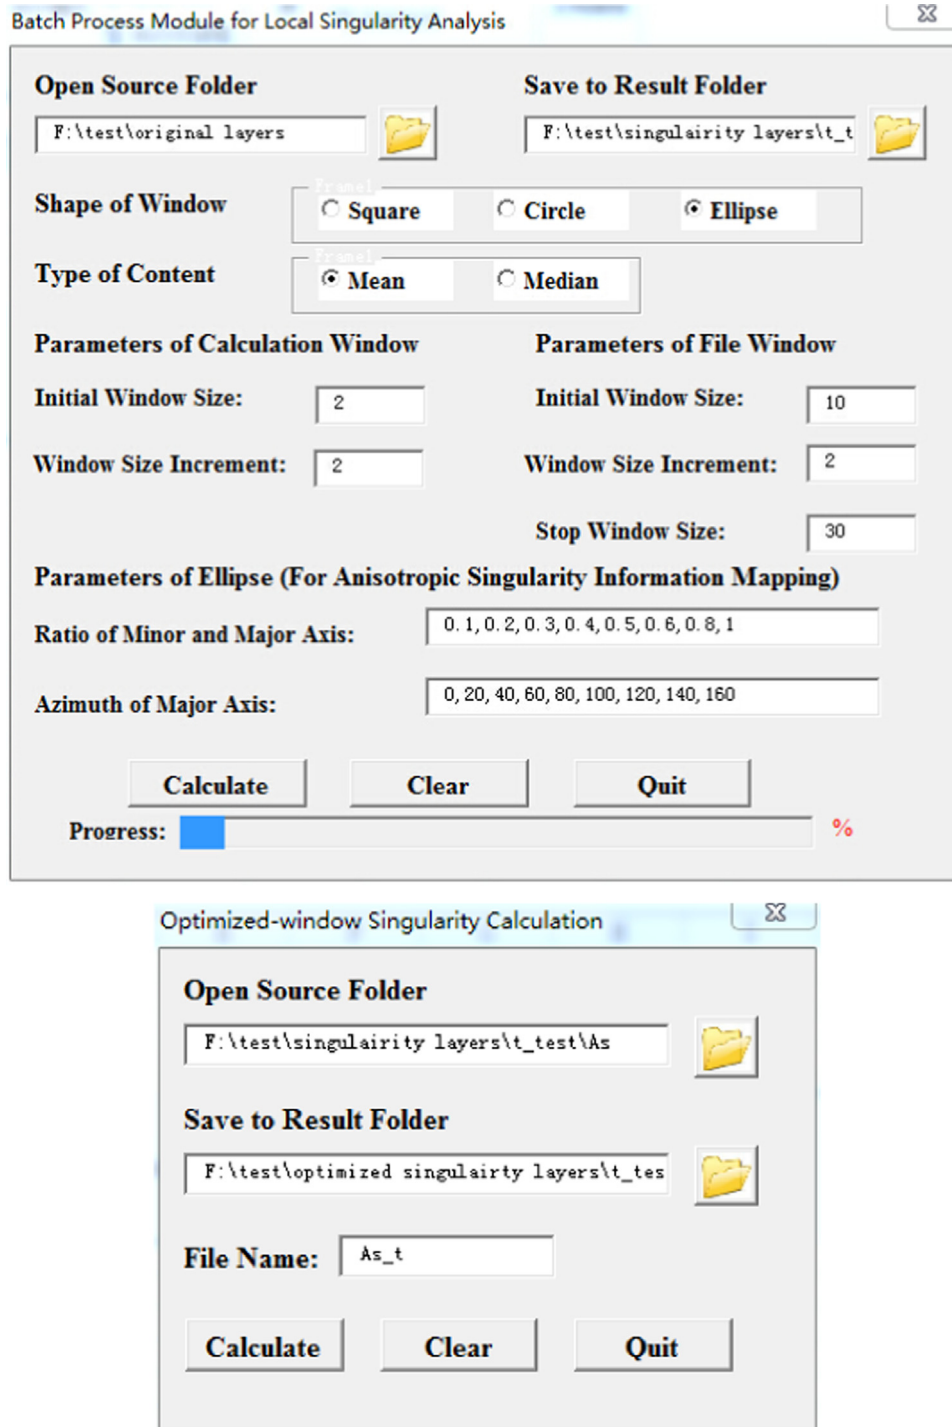 Batch Process Module for Local Singularity Analysis
Open Source Folder Save to Result Folder
F:\test\original layers F:\test\singulairity layers\t_t
Frame1
Shape of Window Square Circle Ellipse
Frame1
Type of Content Mean Median
Parameters of Calculation Window Parameters of File Window
Initial Window Size: 2 Initial Window Size: 10
Window Size Increment: 2 Window Size Increment: 2
Stop Window Size: 30
Parameters of Ellipse (For Anisotropic Singularity Information Mapping)
Ratio of Minor and Major Axis: 0.1,0.2,0.3,0.4,0.5,0.6,0.8,1
Azimuth of Major Axis: 0,20,40,60,80,100,120,140,160
Calculate Clear Quit
Progress: %
Optimized-window Singularity Calculation
Open Source Folder
F:\test\singulairity layers\t_test\As
Save to Result Folder
F:\test\optimized singulairty layers\t_tes
File Name: As_t
Calculate Clear Quit